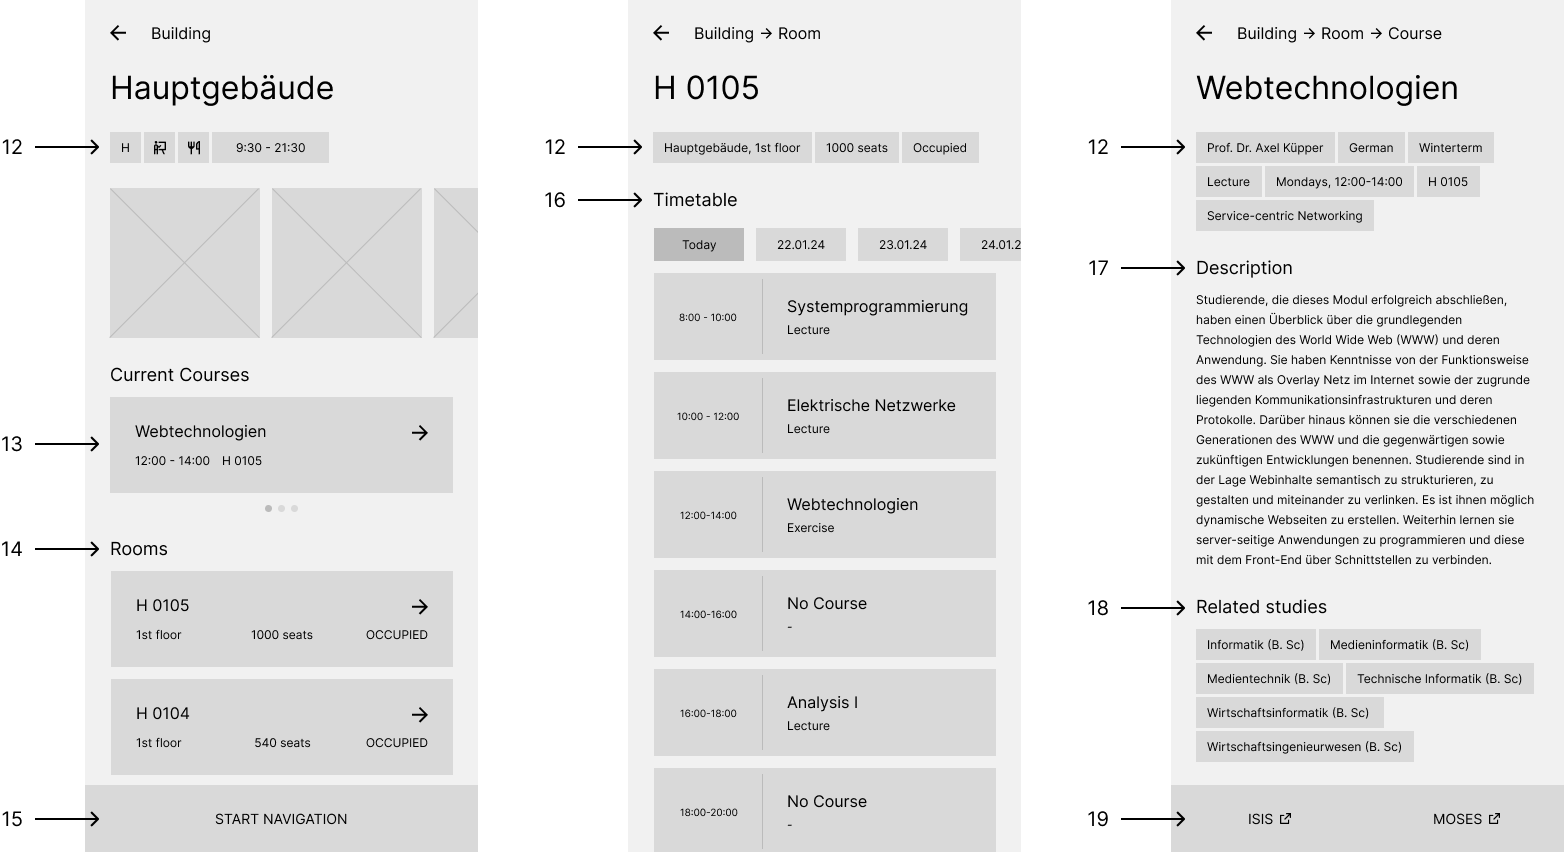 Building
Hauptgebäude
12
H
9:30 - 21:30
Current Courses
13
Webtechnologien
12:00 - 14:00 H 0105
14
Rooms
H 0105
1st floor 1000 seats OCCUPIED
H 0104
1st floor 540 seats OCCUPIED
15
START NAVIGATION
Building → Room
H 0105
12
Hauptgebäude, 1st floor 1000 seats Occupied
16
Timetable
Today 22.01.24 23.01.24 24.01.2
8:00 - 10:00
Systemprogrammierung
Lecture
10:00 - 12:00
Elektrische Netzwerke
Lecture
12:00-14:00
Webtechnologien
Exercise
14:00-16:00
No Course
-
16:00-18:00
Analysis I
Lecture
18:00-20:00
No Course
-
Building → Room → Course
Webtechnologien
12
Prof. Dr. Axel Küpper German Winterterm
Lecture Mondays, 12:00-14:00 H 0105
Service-centric Networking
17
Description
Studierende, die dieses Modul erfolgreich abschließen,
haben einen Überblick über die grundlegenden
Technologien des World Wide Web (WWW) und deren
Anwendung. Sie haben Kenntnisse von der Funktionsweise
des WWW als Overlay Netz im Internet sowie der zugrunde
liegenden Kommunikationsinfrastrukturen und deren
Protokolle. Darüber hinaus können sie die verschiedenen
Generationen des WWW und die gegenwärtigen sowie
zukünftigen Entwicklungen benennen. Studierende sind in
der Lage Webinhalte semantisch zu strukturieren, zu
gestalten und miteinander zu verlinken. Es ist ihnen möglich
dynamische Webseiten zu erstellen. Weiterhin lernen sie
server-seitige Anwendungen zu programmieren und diese
mit dem Front-End über Schnittstellen zu verbinden.
18
Related studies
Informatik (B. Sc) Medieninformatik (B. Sc)
Medientechnik (B. Sc) Technische Informatik (B. Sc)
Wirtschaftsinformatik (B. Sc)
Wirtschaftsingenieurwesen (B. Sc)
19
ISIS MOSES